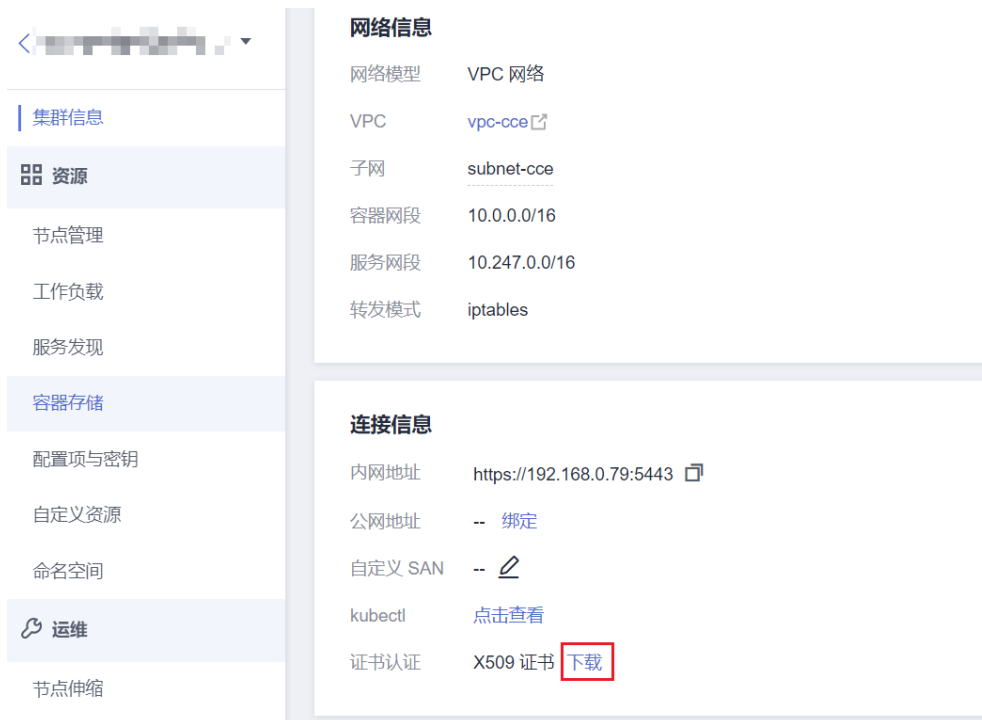 集群信息
资源
节点管理
工作负载
服务发现
容器存储
配置项与密钥
自定义资源
命名空间
运维
节点伸缩
网络信息
网络模型 VPC 网络
VPC vpc-cce
子网 subnet-cce
容器网段 10.0.0.0/16
服务网段 10.247.0.0/16
转发模式 iptables
连接信息
内网地址 https://192.168.0.79:5443
公网地址 -- 绑定
自定义 SAN --
kubectl 点击查看
证书认证 X509 证书 下载